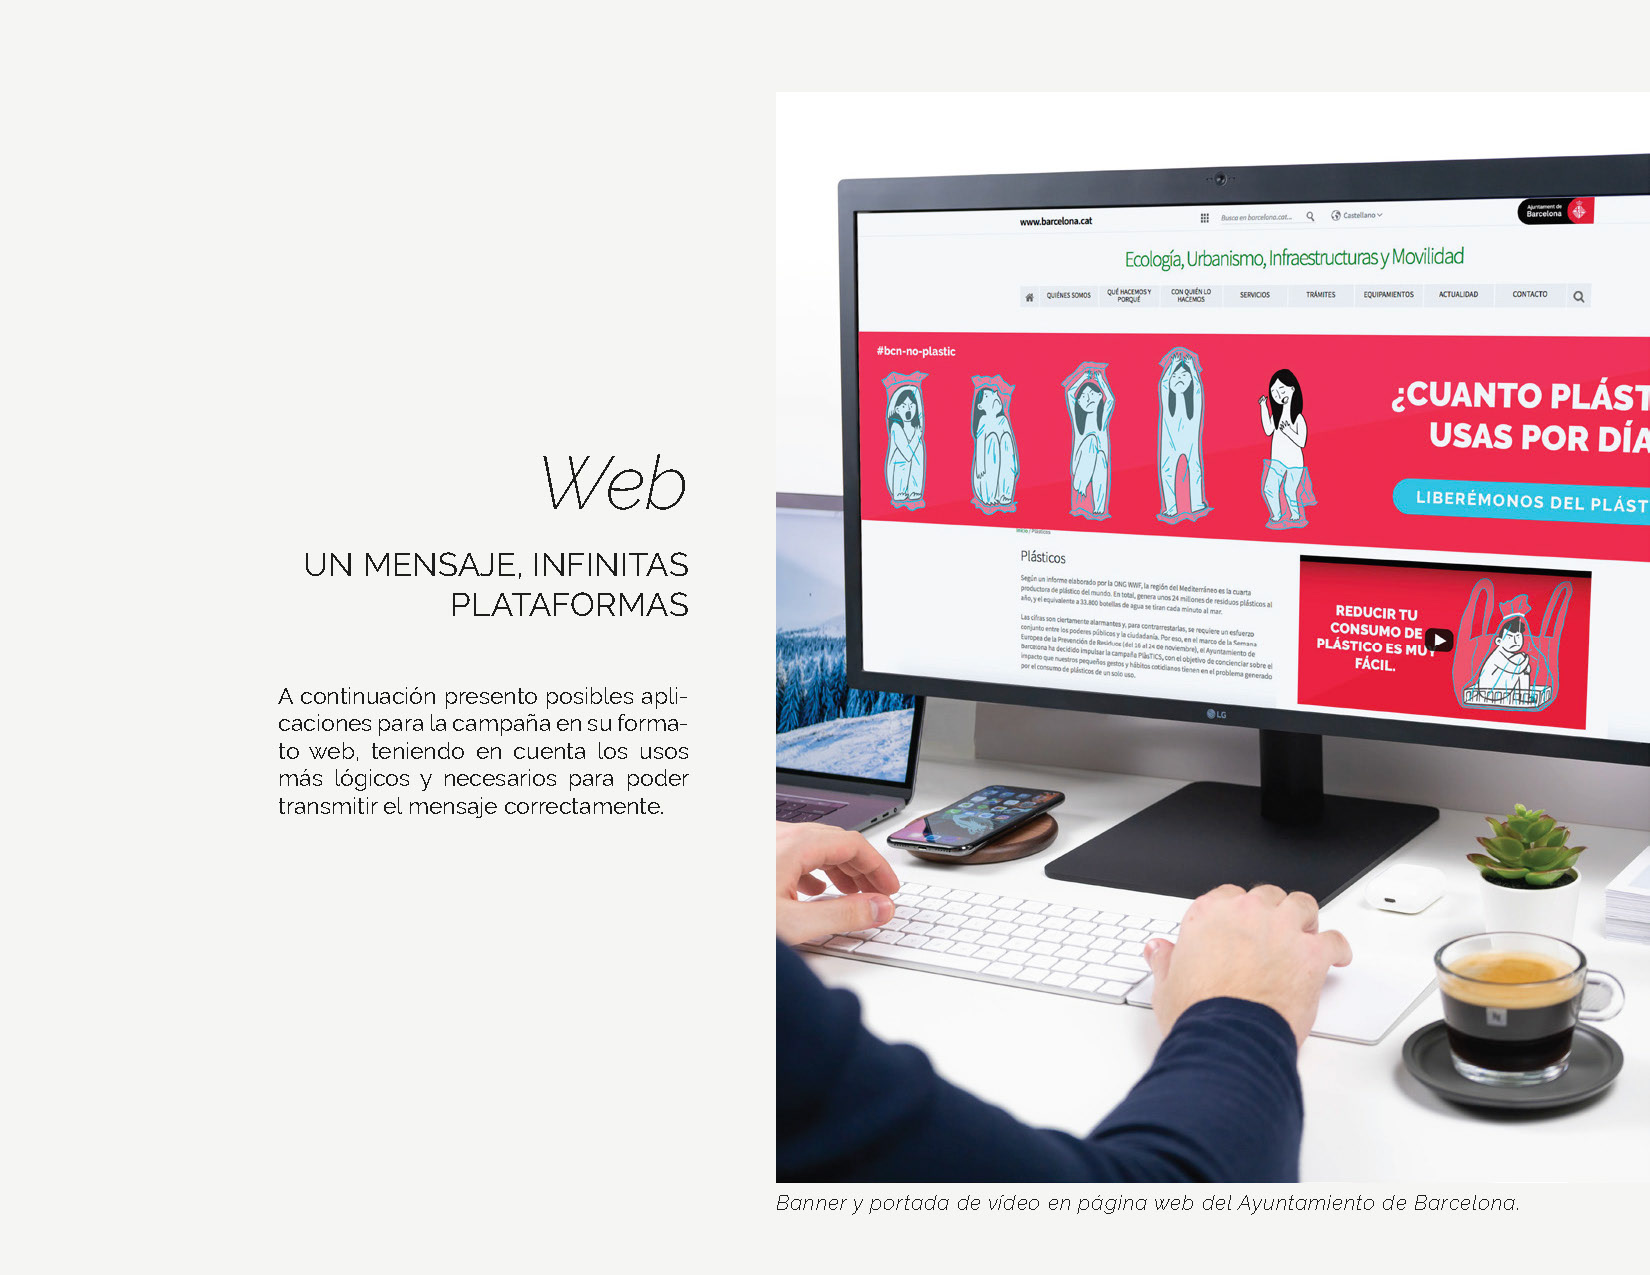 Web
UN MENSAJE, INFINITAS
PLATAFORMAS
A continuación presento posibles apli-
caciones para la campaña en su forma-
to web, teniendo en cuenta los usos
más lógicos y necesarios para poder
transmitir el mensaje correctamente.
www.barcelona.cat
Busca en barcelona.cat...
Castellano
Ajuntament de
Barcelona
Ecología, Urbanismo, Infraestructuras y Movilidad
QUIÉNES SOMOS
QUÉ HACEMOS Y
PORQUÉ
CON QUIÉN LO
HACEMOS
SERVICIOS
TRÁMITES
EQUIPAMIENTOS
ACTUALIDAD
CONTACTO
#bcn-no-plastic
¿CUANTO PLÁST
USAS POR DÍA
LIBERÉMONOS DEL PLÁST
Inicio / Plásticos
Plásticos
Según un informe elaborado por la ONG WWF, la región del Mediterráneo es la cuarta
productora de plástico del mundo. En total, genera unos 24 millones de residuos plásticos al
año, y el equivalente a 33.800 botellas de agua se tiran cada minuto al mar.
Las cifras son ciertamente alarmantes y, para contrarrestarlas, se requiere un esfuerzo
conjunto entre los poderes públicos y la ciudadanía. Por eso, en el marco de la Semana
Europea de la Prevención de Residuos (del 16 al 24 de noviembre), el Ayuntamiento de
Barcelona ha decidido impulsar la campaña PlàsTICS, con el objetivo de concienciar sobre el
impacto que nuestros pequeños gestos y hábitos cotidianos tienen en el problema generado
por el consumo de plásticos de un solo uso.
REDUCIR TU
CONSUMO DE
PLÁSTICO ES MUY
FÁCIL.
LG
N
Banner y portada de vídeo en página web del Ayuntamiento de Barcelona.